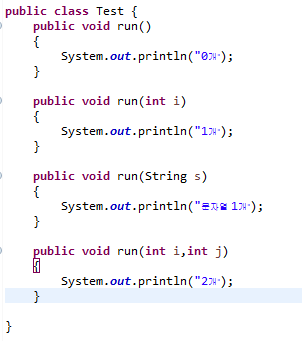 public class Test {
public void run()
{
System.out.println("0개");
}
public void run(int i)
{
System.out.println("1개");
}
public void run(String s)
{
System.out.println("문자열 1개");
}
public void run(int i,int j)
{
System.out.println("2개");
}
}